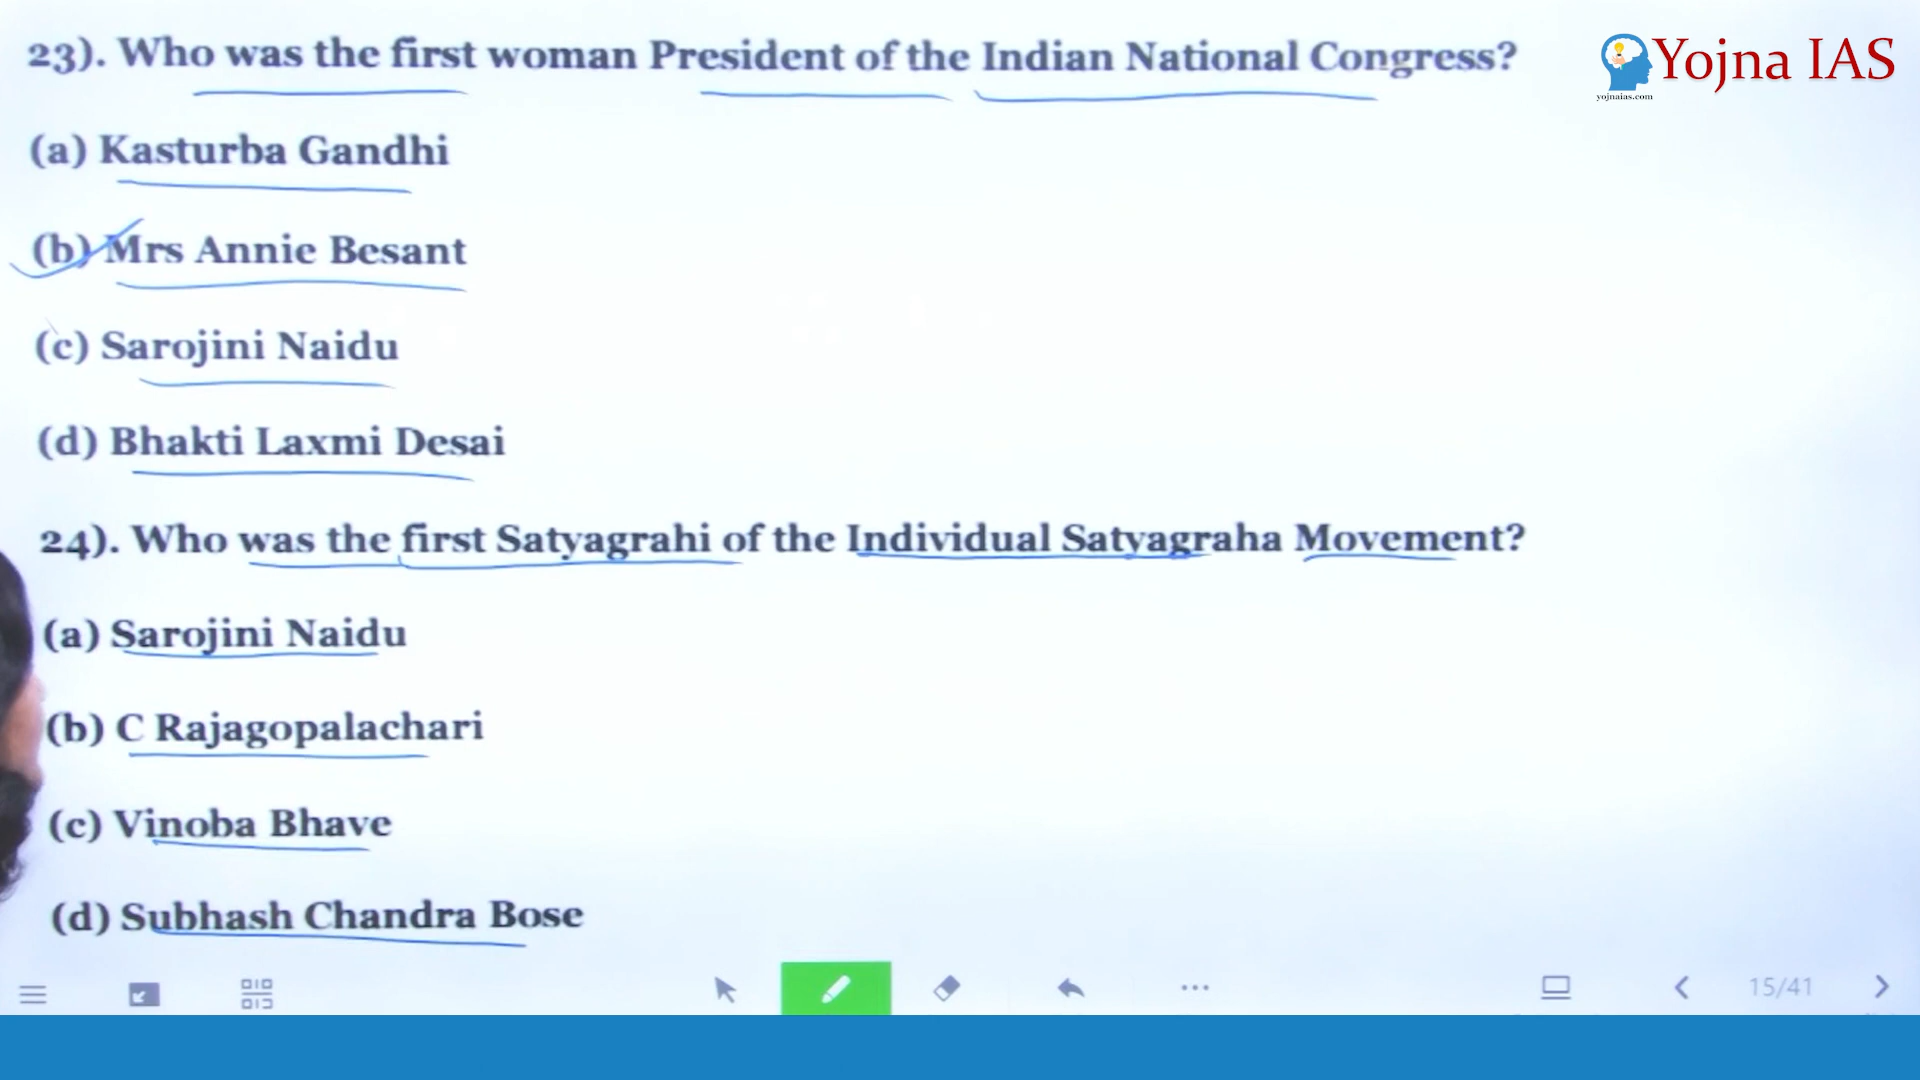 23). Who was the first woman President of the Indian National Congress?
Yojna IAS
yojnaias.com
(a) Kasturba Gandhi
(b) Mrs Annie Besant
(c) Sarojini Naidu
(d) Bhakti Laxmi Desai
24). Who was the first Satyagrahi of the Individual Satyagraha Movement?
(a) Sarojini Naidu
(b) C Rajagopalachari
(c) Vinoba Bhave
(d) Subhash Chandra Bose
15/41